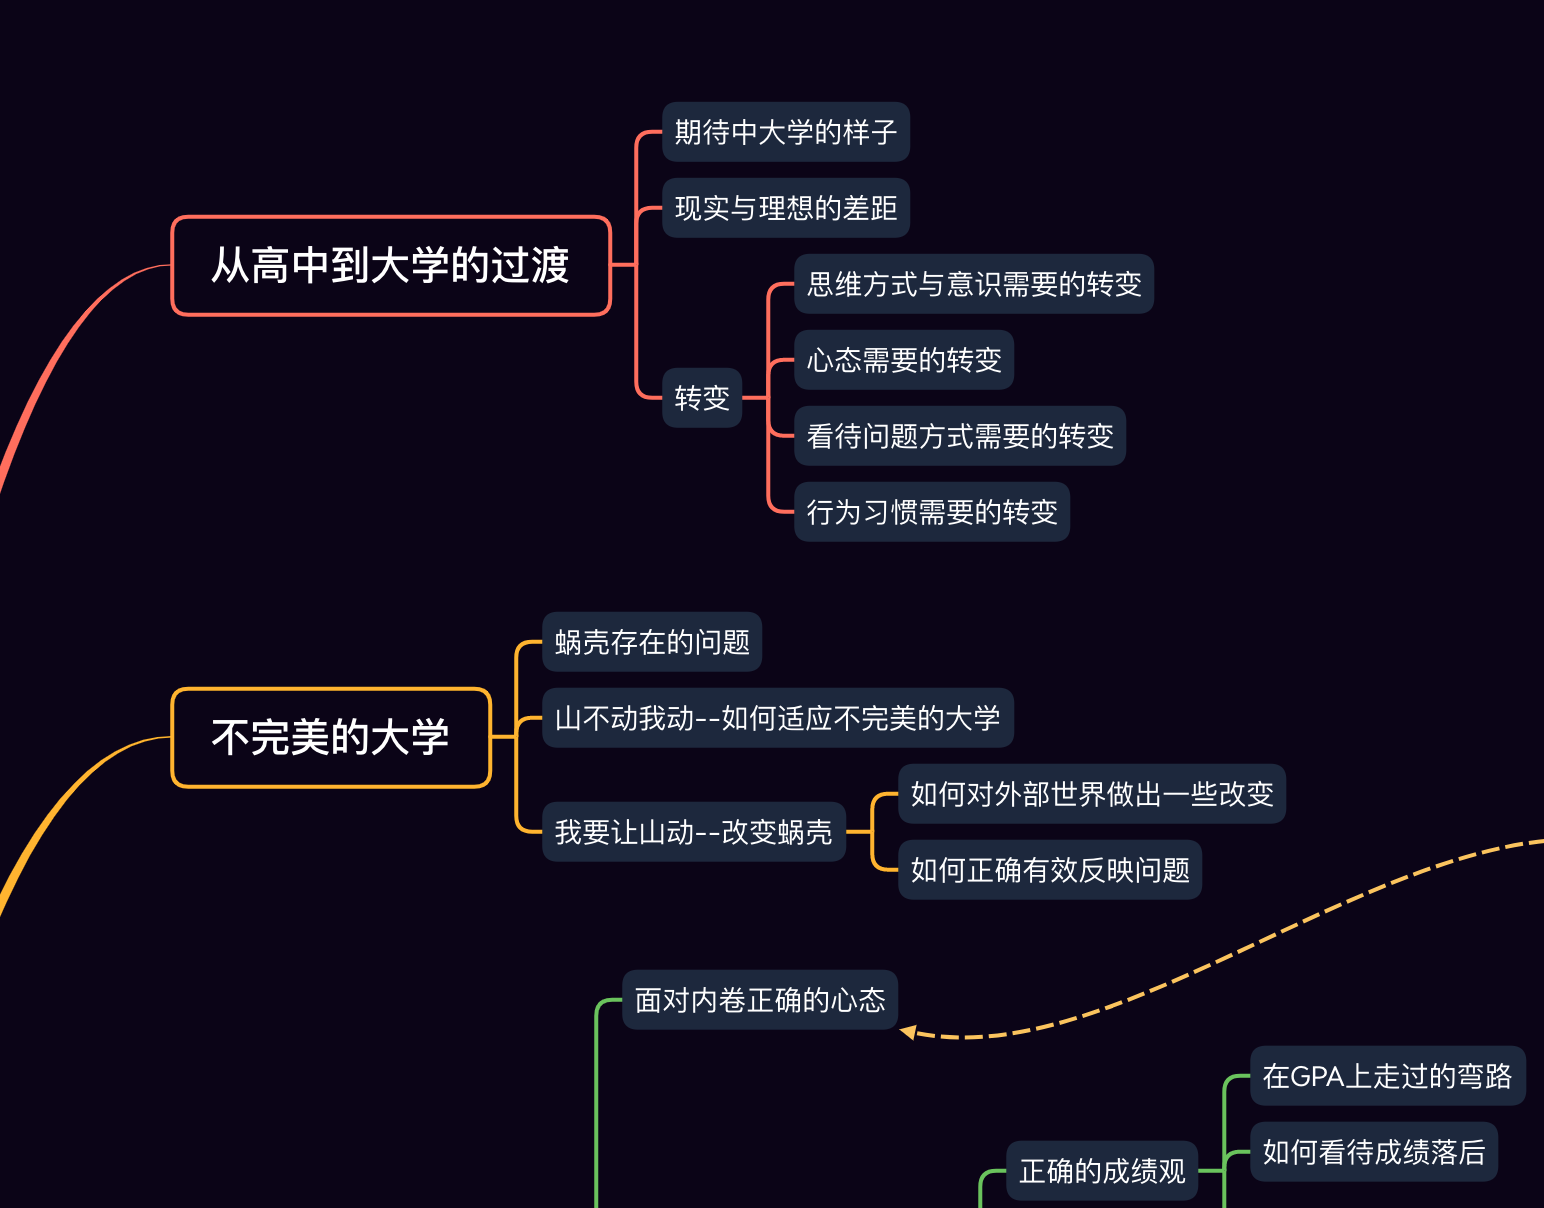 期待中大学的样子
现实与理想的差距
从高中到大学的过渡
思维方式与意识需要的转变
心态需要的转变
转变
看待问题方式需要的转变
行为习惯需要的转变
蜗壳存在的问题
山不动我动--如何适应不完美的大学
不完美的大学
如何对外部世界做出一些改变
我要让山动--改变蜗壳
如何正确有效反映问题
面对内卷正确的心态
在GPA上走过的弯路
如何看待成绩落后
正确的成绩观